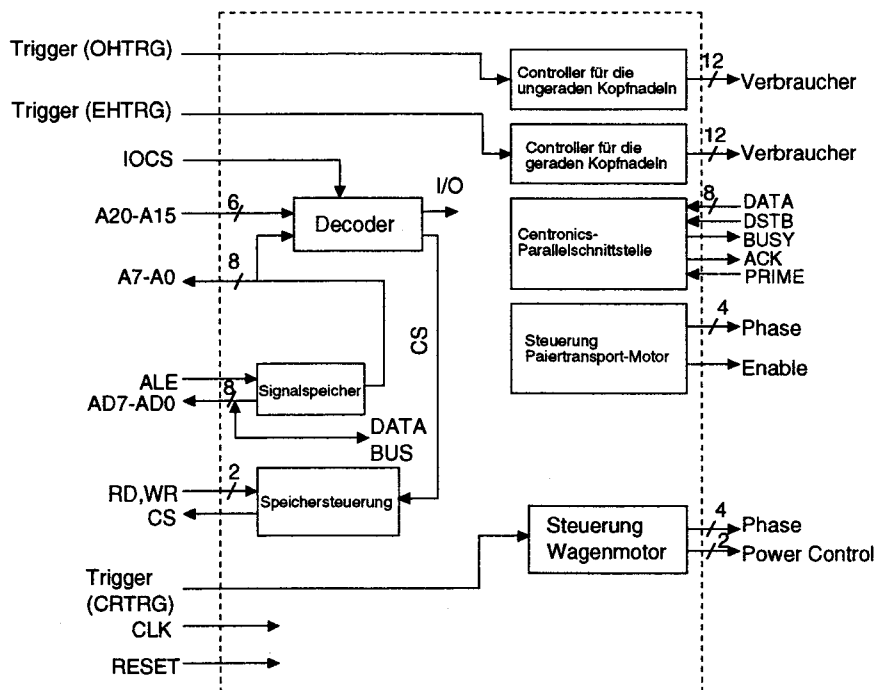 Trigger (OHTRG)
Controller für die
ungeraden Kopfnadeln
12
Verbraucher
Trigger (EHTRG)
Controller für die
geraden Kopfnadeln
12
Verbraucher
IOCS
I/O
A20-A15
6
Decoder
A7-A0
8
Centronics-
Parallelschnittstelle
8
DATA
DSTB
BUSY
ACK
PRIME
CS
Steuerung
Paiertransport-Motor
4
Phase
Enable
ALE
AD7-AD0
8
Signalspeicher
DATA
BUS
RD,WR
2
CS
Speichersteuerung
Steuerung
Wagenmotor
4
Phase
2
Power Control
Trigger
(CRTRG)
CLK
RESET